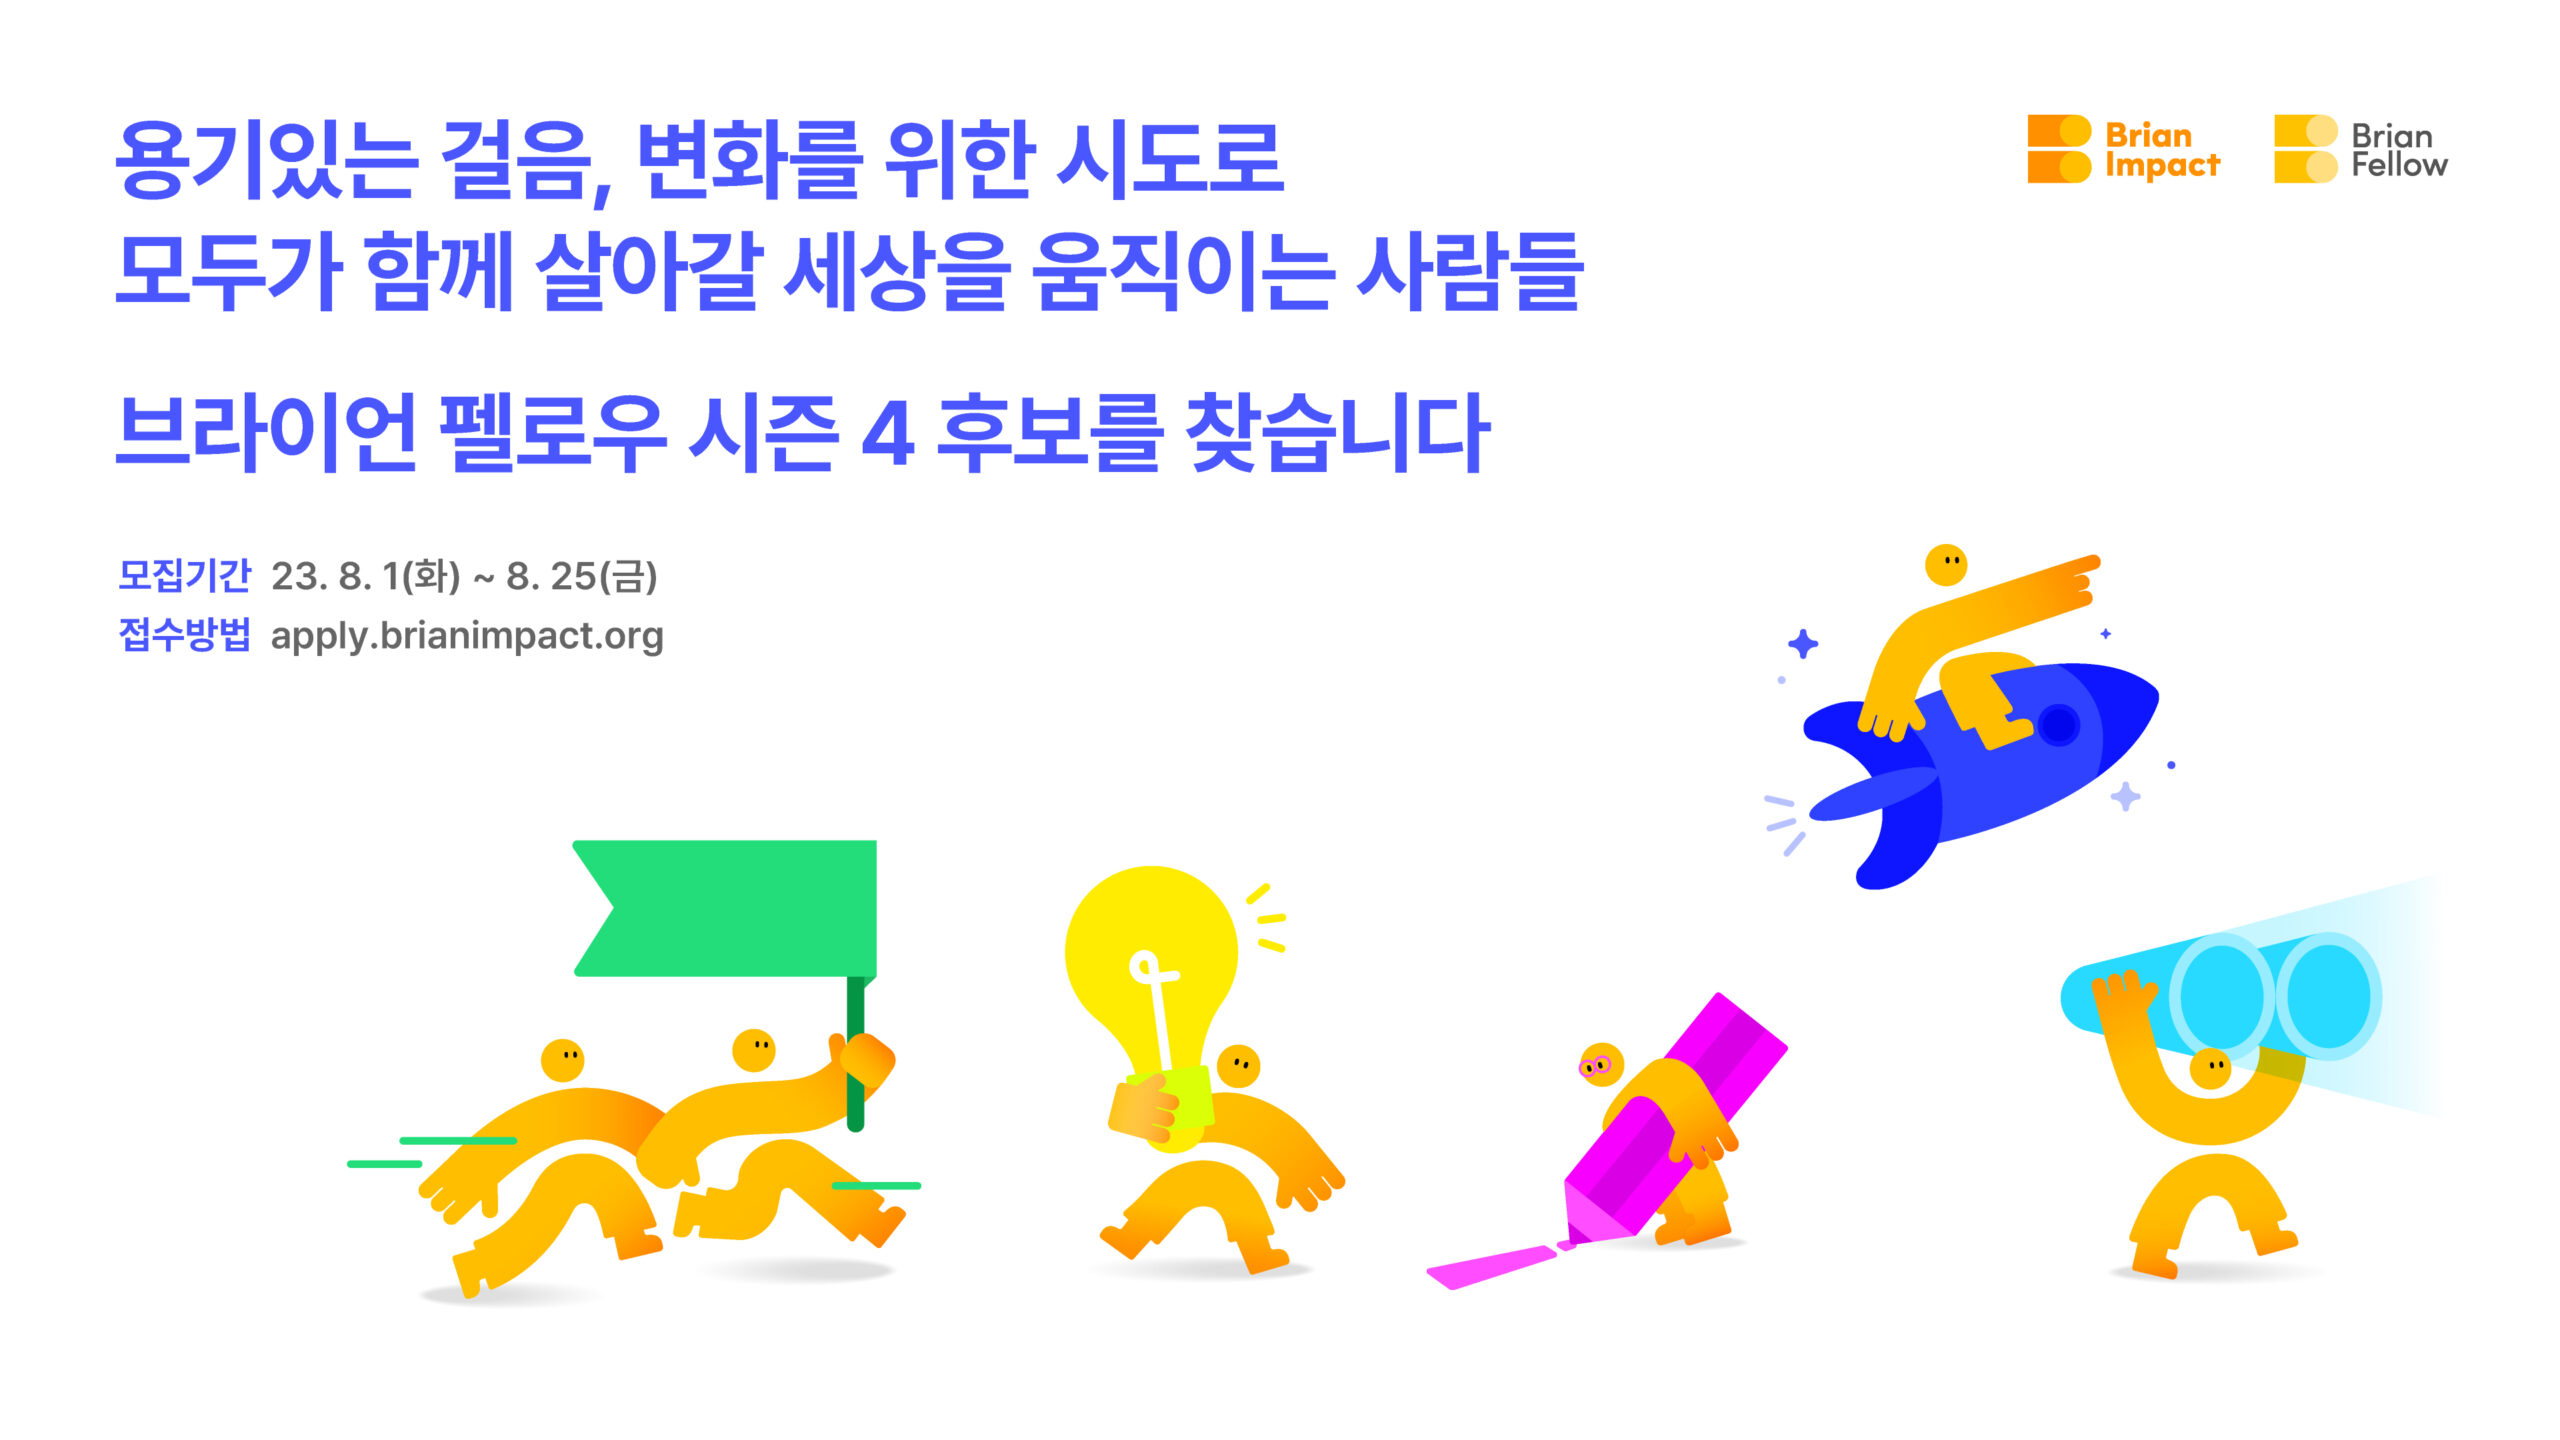 용기있는 걸음, 변화를 위한 시도로
모두가 함께 살아갈 세상을 움직이는 사람들
브라이언 펠로우 시즌 4 후보를 찾습니다
모집기간 23. 8. 1(화) ~ 8. 25(금)
접수방법 apply.brianimpact.org
Brian
Impact
Brian
Fellow